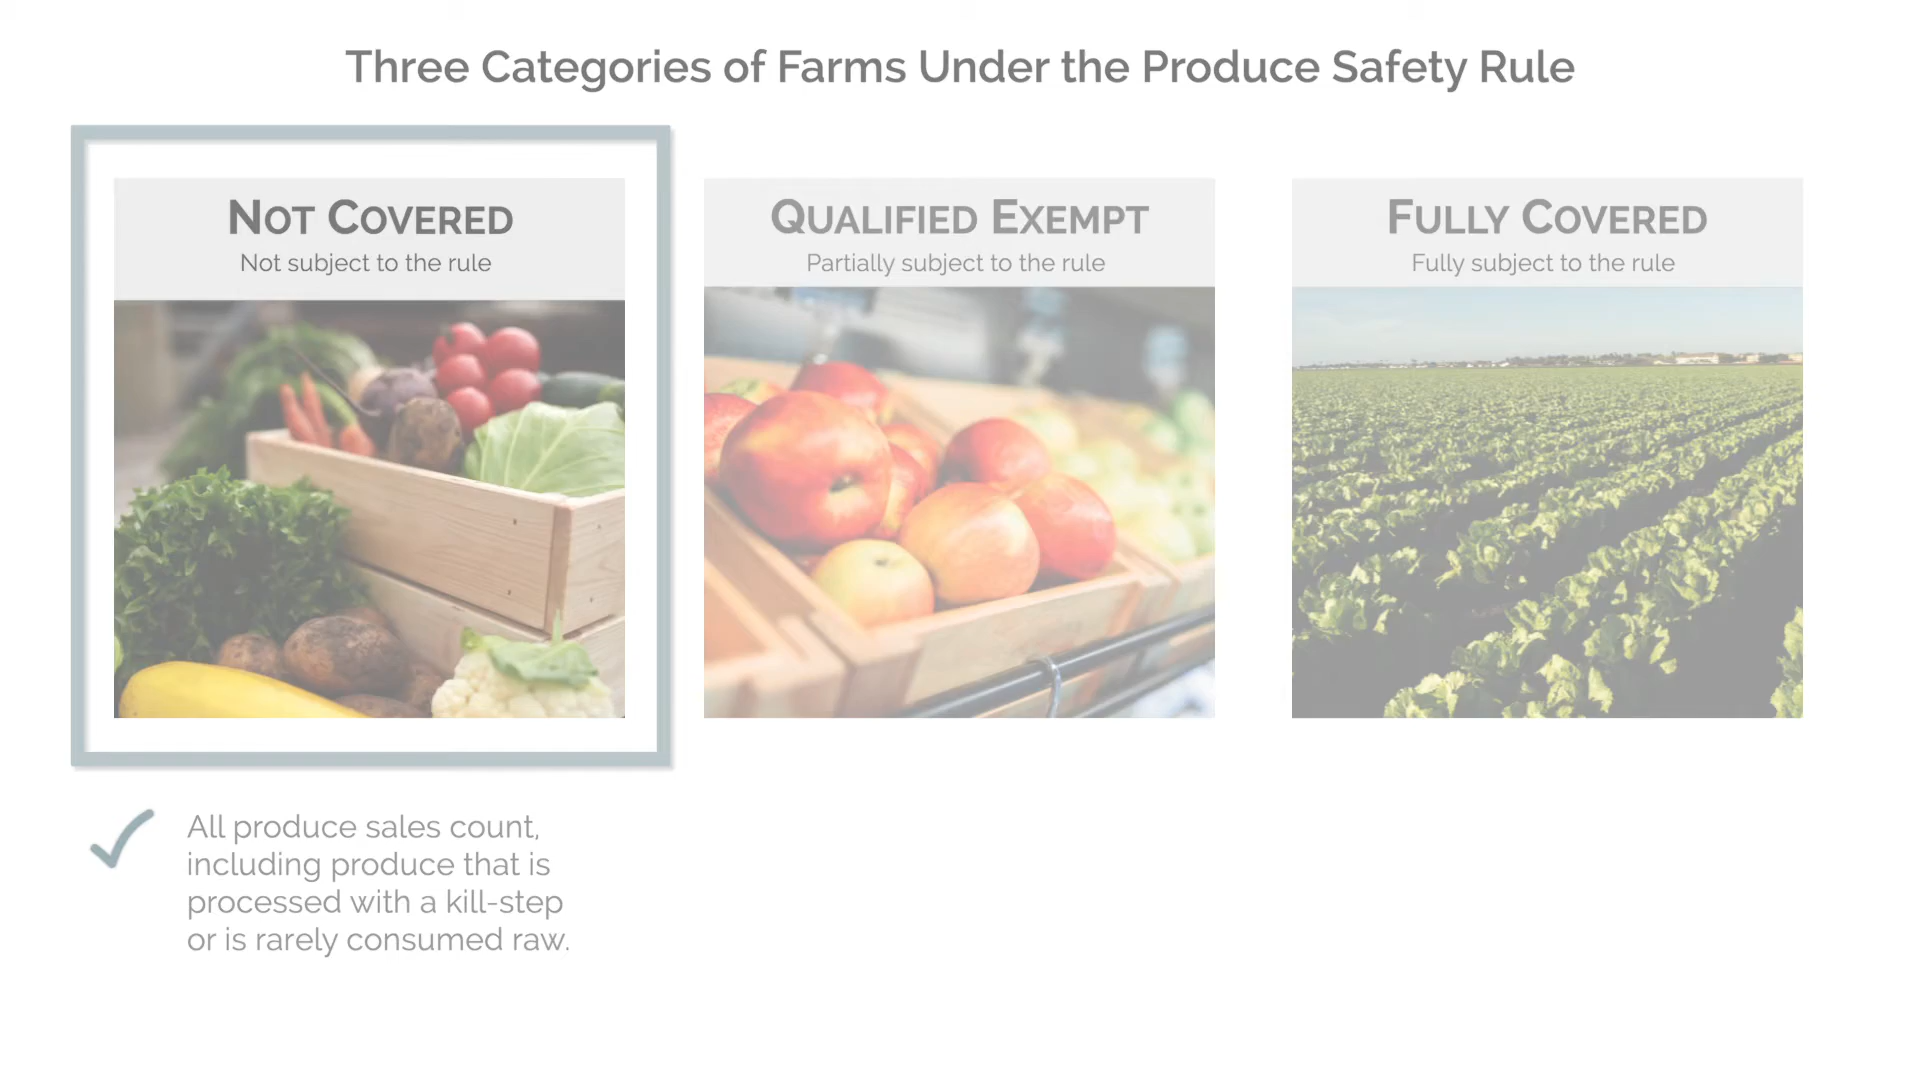 Three Categories of Farms Under the Produce Safety Rule
NOT COVERED
Not subject to the rule
QUALIFIED EXEMPT
Partially subject to the rule
FULLY COVERED
Fully subject to the rule
All produce sales count,
including produce that is
processed with a kill-step
or is rarely consumed raw.